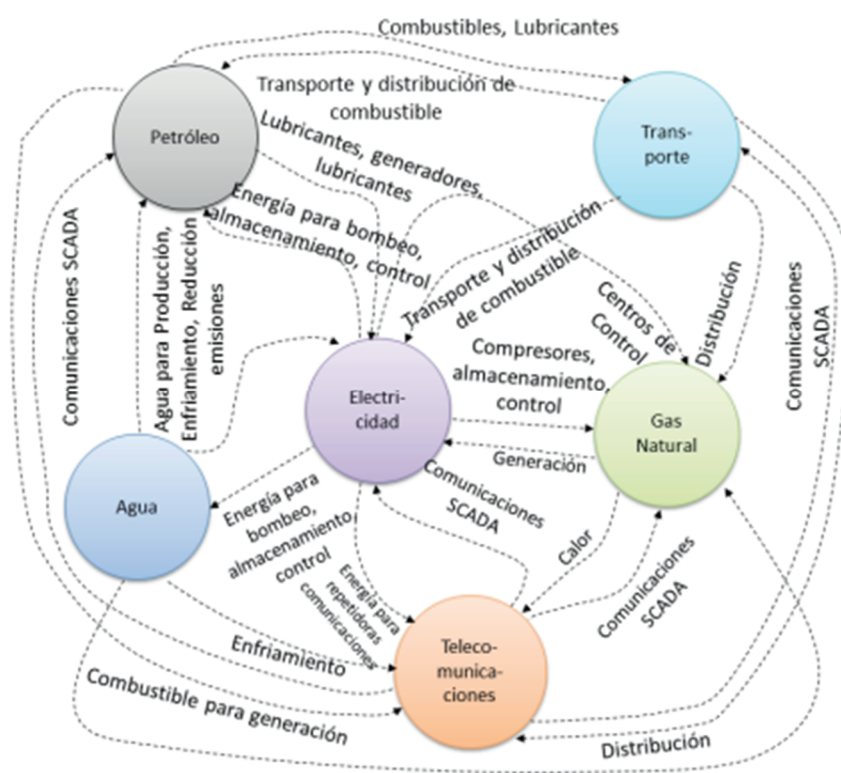 Combustibles, Lubricantes
Transporte y distribución de
combustible
Petróleo
Trans-
porte
Lubricantes, generadores,
lubricantes
Energía para bombeo,
almacenamiento, control
Transporte y distribución
de combustible
Comunicaciones SCADA
Agua para Producción,
Enfriamiento, Reducción
emisiones
Centros de
Control
Distribución
Comunicaciones
SCADA
Compresores,
almacenamiento,
control
Electri-
cidad
Gas
Natural
Generación
Comunicaciones
SCADA
Agua
Energía para
bombeo,
almacenamiento,
control
Energía para
repetidoras
comunicaciones
Calor
Comunicaciones
SCADA
Enfriamiento
Teleco-
munica-
ciones
Combustible para generación
Distribución